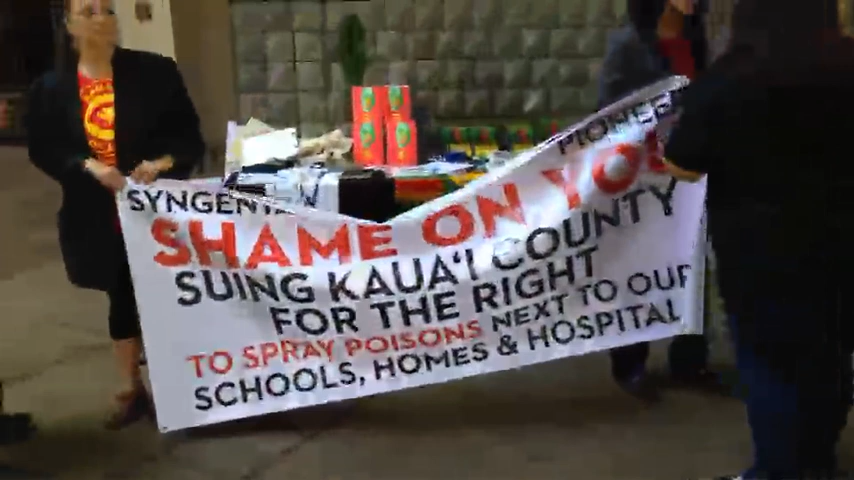 PIONEER
SYNGENTA
SHAME ON YOU
SUING KAUA'I COUNTY
FOR THE RIGHT
TO SPRAY POISONS NEXT TO OUR
SCHOOLS, HOMES & HOSPITAL